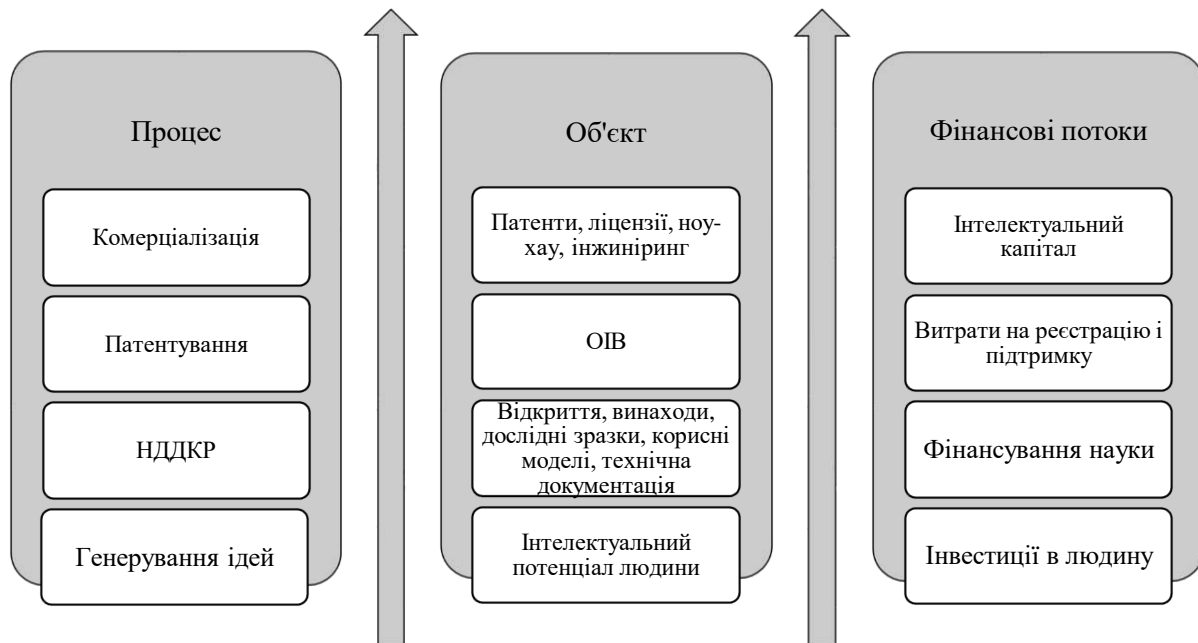 Процес
Комерціалізація
Патентування
НДДКР
Генерування ідей
Об'єкт
Патенти, ліцензії, ноу-
хау, інжиніринг
ОІВ
Відкриття, винаходи,
дослідні зразки, корисні
моделі, технічна
документація
Інтелектуальний
потенціал людини
Фінансові потоки
Інтелектуальний
капітал
Витрати на реєстрацію і
підтримку
Фінансування науки
Інвестиції в людину